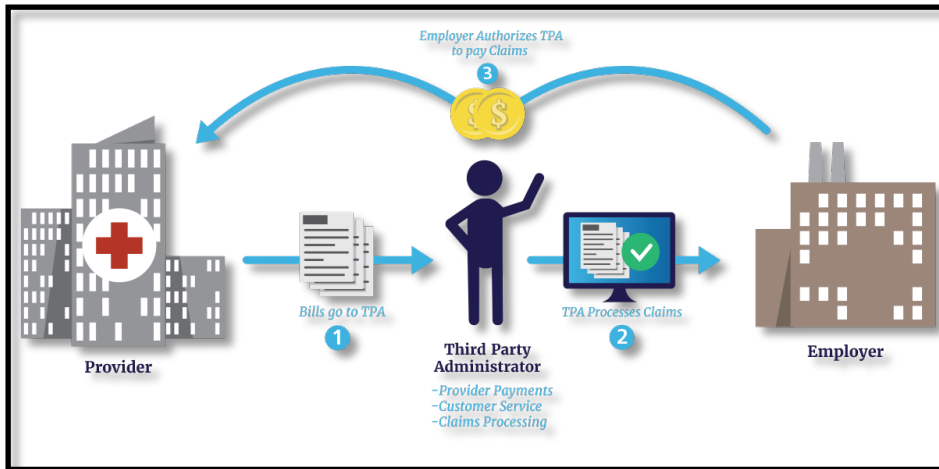 Employer Authorizes TPA
to pay Claims
3
$ $
Bills go to TPA
1
TPA Processes Claims
2
Provider
Third Party
Administrator
-Provider Payments
-Customer Service
-Claims Processing
Employer